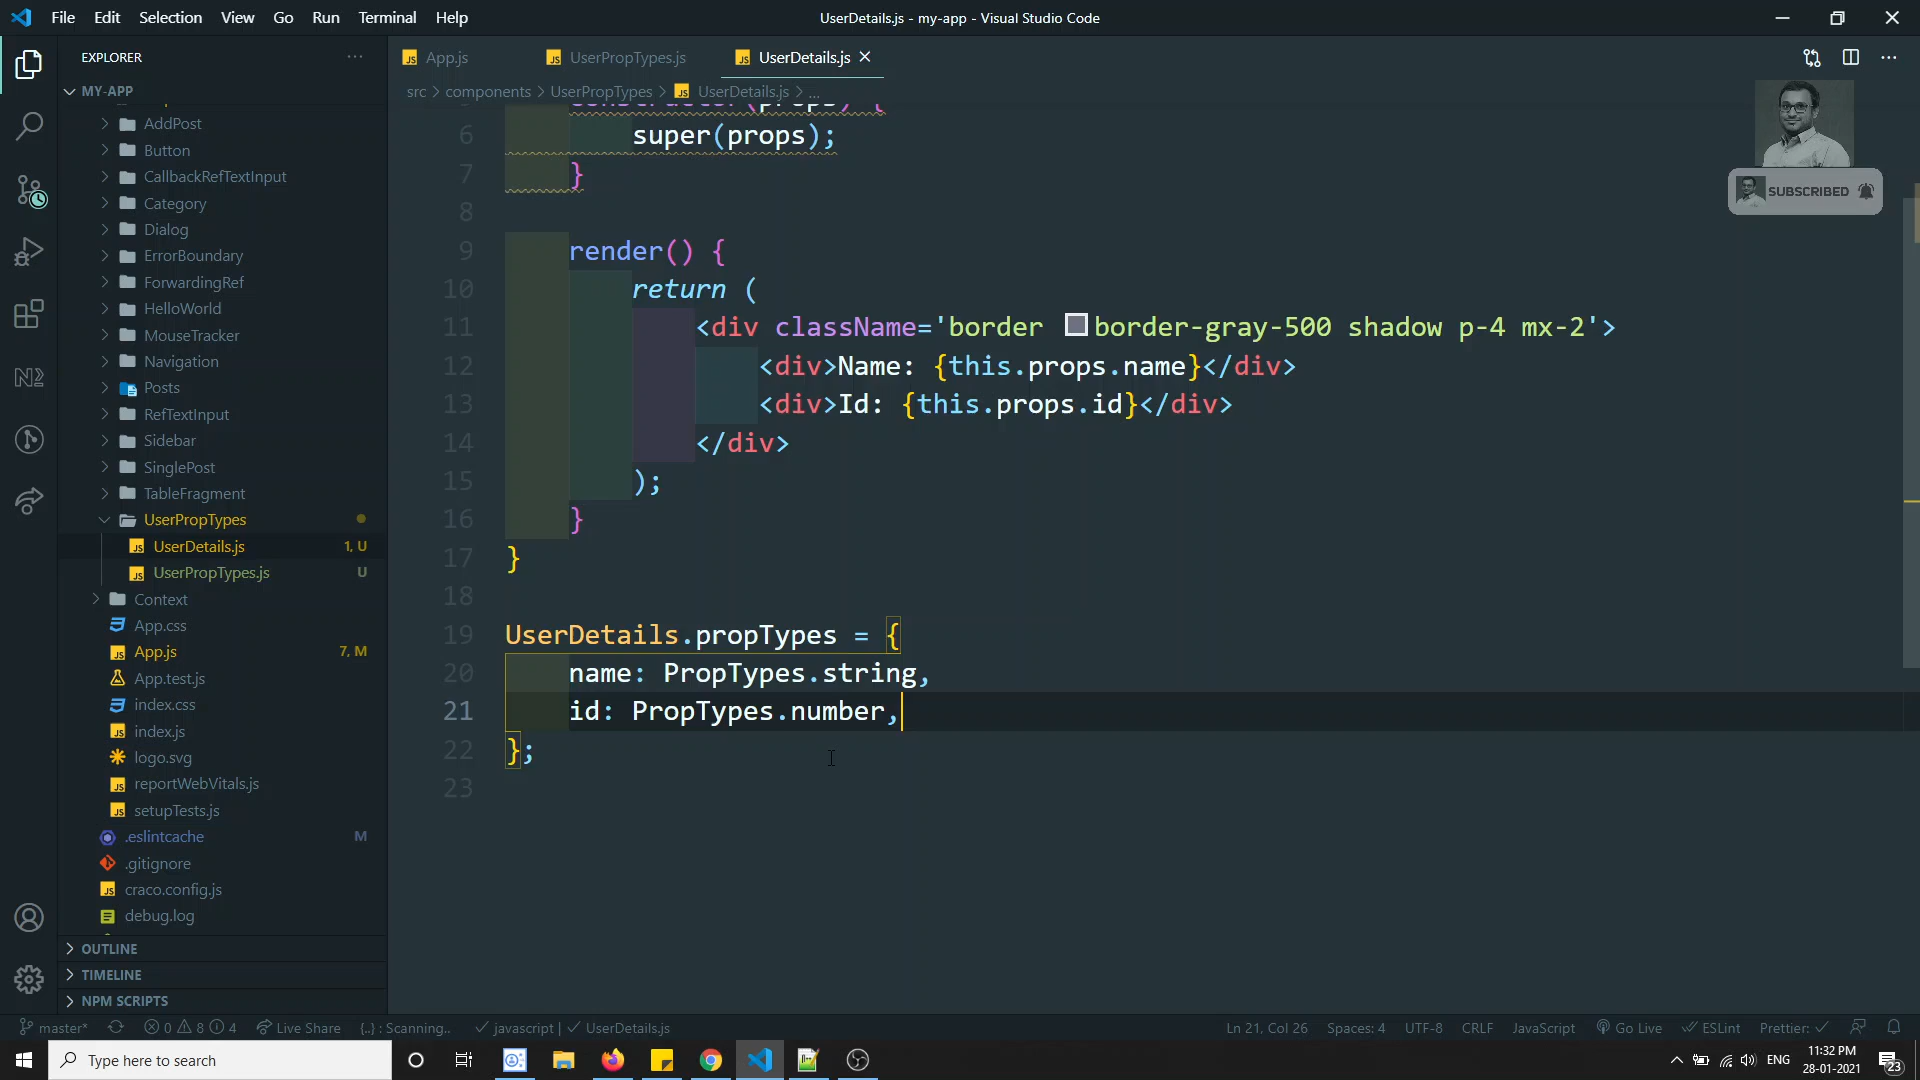 File Edit Selection View Go Run Terminal Help
UserDetails.js - my-app - Visual Studio Code
EXPLORER
MY-APP
AddPost
Button
CallbackRefTextInput
Category
Dialog
ErrorBoundary
ForwardingRef
HelloWorld
MouseTracker
Navigation
Posts
RefTextInput
Sidebar
SinglePost
TableFragment
UserPropTypes
UserDetails.js 1, U
UserPropTypes.js U
Context
App.css
App.js 7, M
App.test.js
index.css
index.js
logo.svg
reportWebVitals.js
setupTests.js
.eslintcache M
.gitignore
craco.config.js
debug.log
OUTLINE
TIMELINE
NPM SCRIPTS
App.js UserPropTypes.js UserDetails.js
src > components > UserPropTypes > UserDetails.js > ...
SUBSCRIBED
constructor(props) {
6 super(props);
7 }
8
9 render() {
10 return (
11 <div className='border border-gray-500 shadow p-4 mx-2'>
12 <div>Name: {this.props.name}</div>
13 <div>Id: {this.props.id}</div>
14 </div>
15 );
16 }
17 }
18
19 UserDetails.propTypes = {
20 name: PropTypes.string,
21 id: PropTypes.number,
22 };
23
master* 0 8 4 Live Share {..} : Scanning.. javascript | UserDetails.js
Ln 21, Col 26 Spaces: 4 UTF-8 CRLF JavaScript Go Live ESLint Prettier:
Type here to search
ENG
11:32 PM
28-01-2021
23